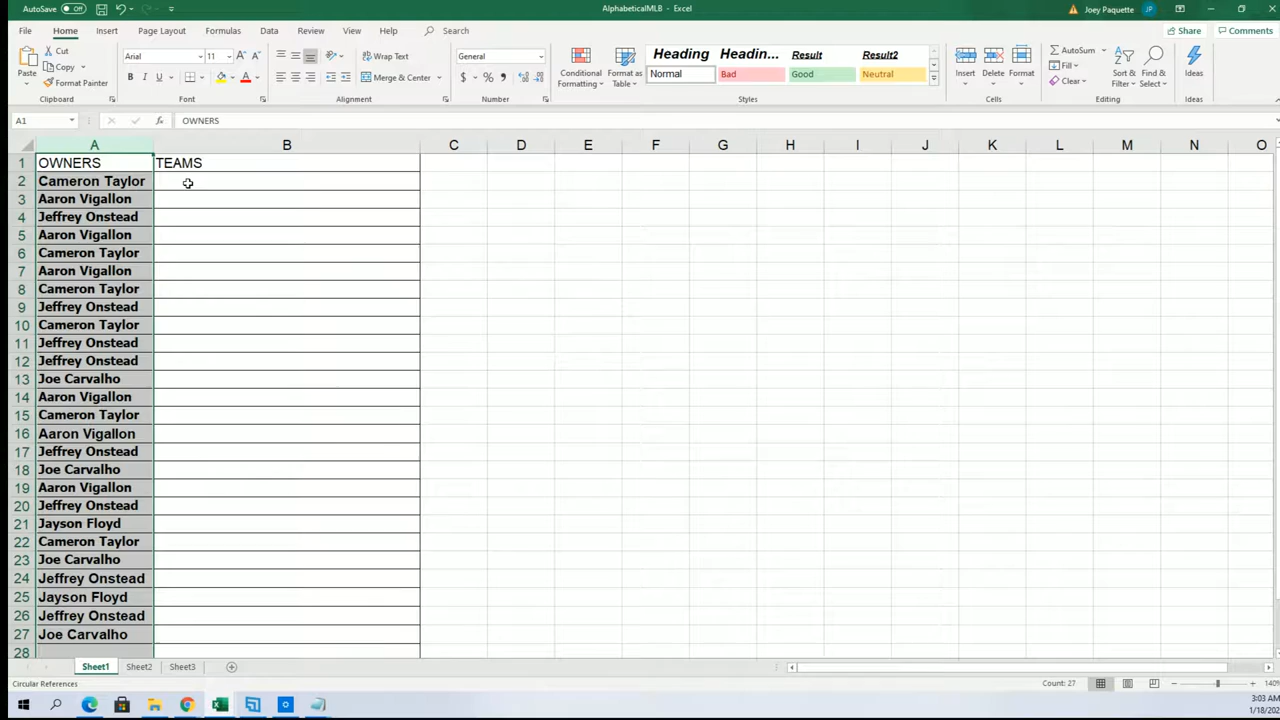 AutoSave Off AlphabeticalMLB - Excel Joey Paquette JP
File Home Insert Page Layout Formulas Data Review View Help Search Share Comments
Paste Cut Copy Format Painter Clipboard
Arial 11 Font
Wrap Text Merge & Center Alignment
General Number
Conditional Formatting Format as Table
Heading Headin... Result Result2
Normal Bad Good Neutral
Styles
Insert Delete Format Cells
AutoSum Fill Clear Sort & Filter Find & Select Editing
Ideas Ideas
A1 OWNERS
A B C D E F G H I J K L M N O
1 OWNERS TEAMS
2 Cameron Taylor
3 Aaron Vigallon
4 Jeffrey Onstead
5 Aaron Vigallon
6 Cameron Taylor
7 Aaron Vigallon
8 Cameron Taylor
9 Jeffrey Onstead
10 Cameron Taylor
11 Jeffrey Onstead
12 Jeffrey Onstead
13 Joe Carvalho
14 Aaron Vigallon
15 Cameron Taylor
16 Aaron Vigallon
17 Jeffrey Onstead
18 Joe Carvalho
19 Aaron Vigallon
20 Jeffrey Onstead
21 Jayson Floyd
22 Cameron Taylor
23 Joe Carvalho
24 Jeffrey Onstead
25 Jayson Floyd
26 Jeffrey Onstead
27 Joe Carvalho
28
Sheet1 Sheet2 Sheet3
Circular References Count: 27 140%
3:03 AM
1/18/202